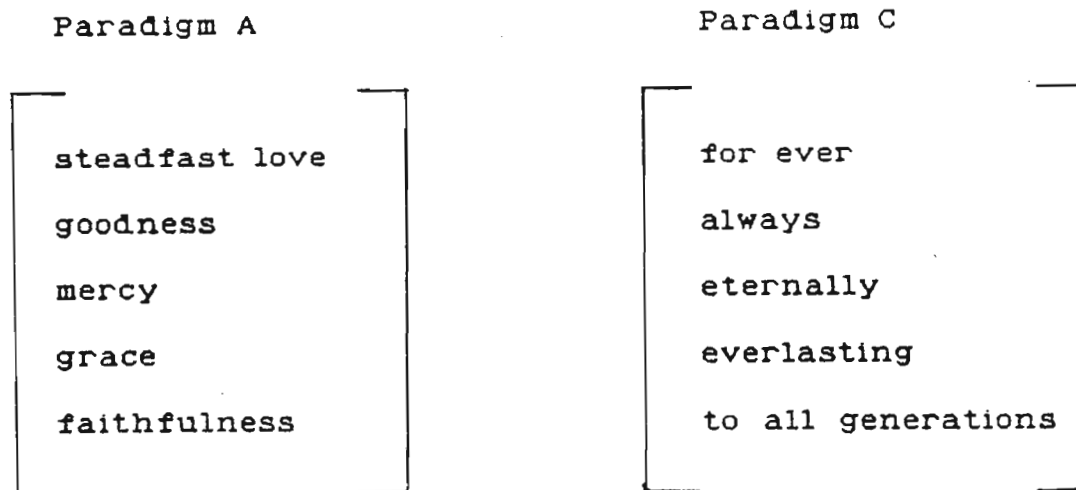 Paradigm A
steadfast love
goodness
mercy
grace
faithfulness
Paradigm C
for ever
always
eternally
everlasting
to all generations